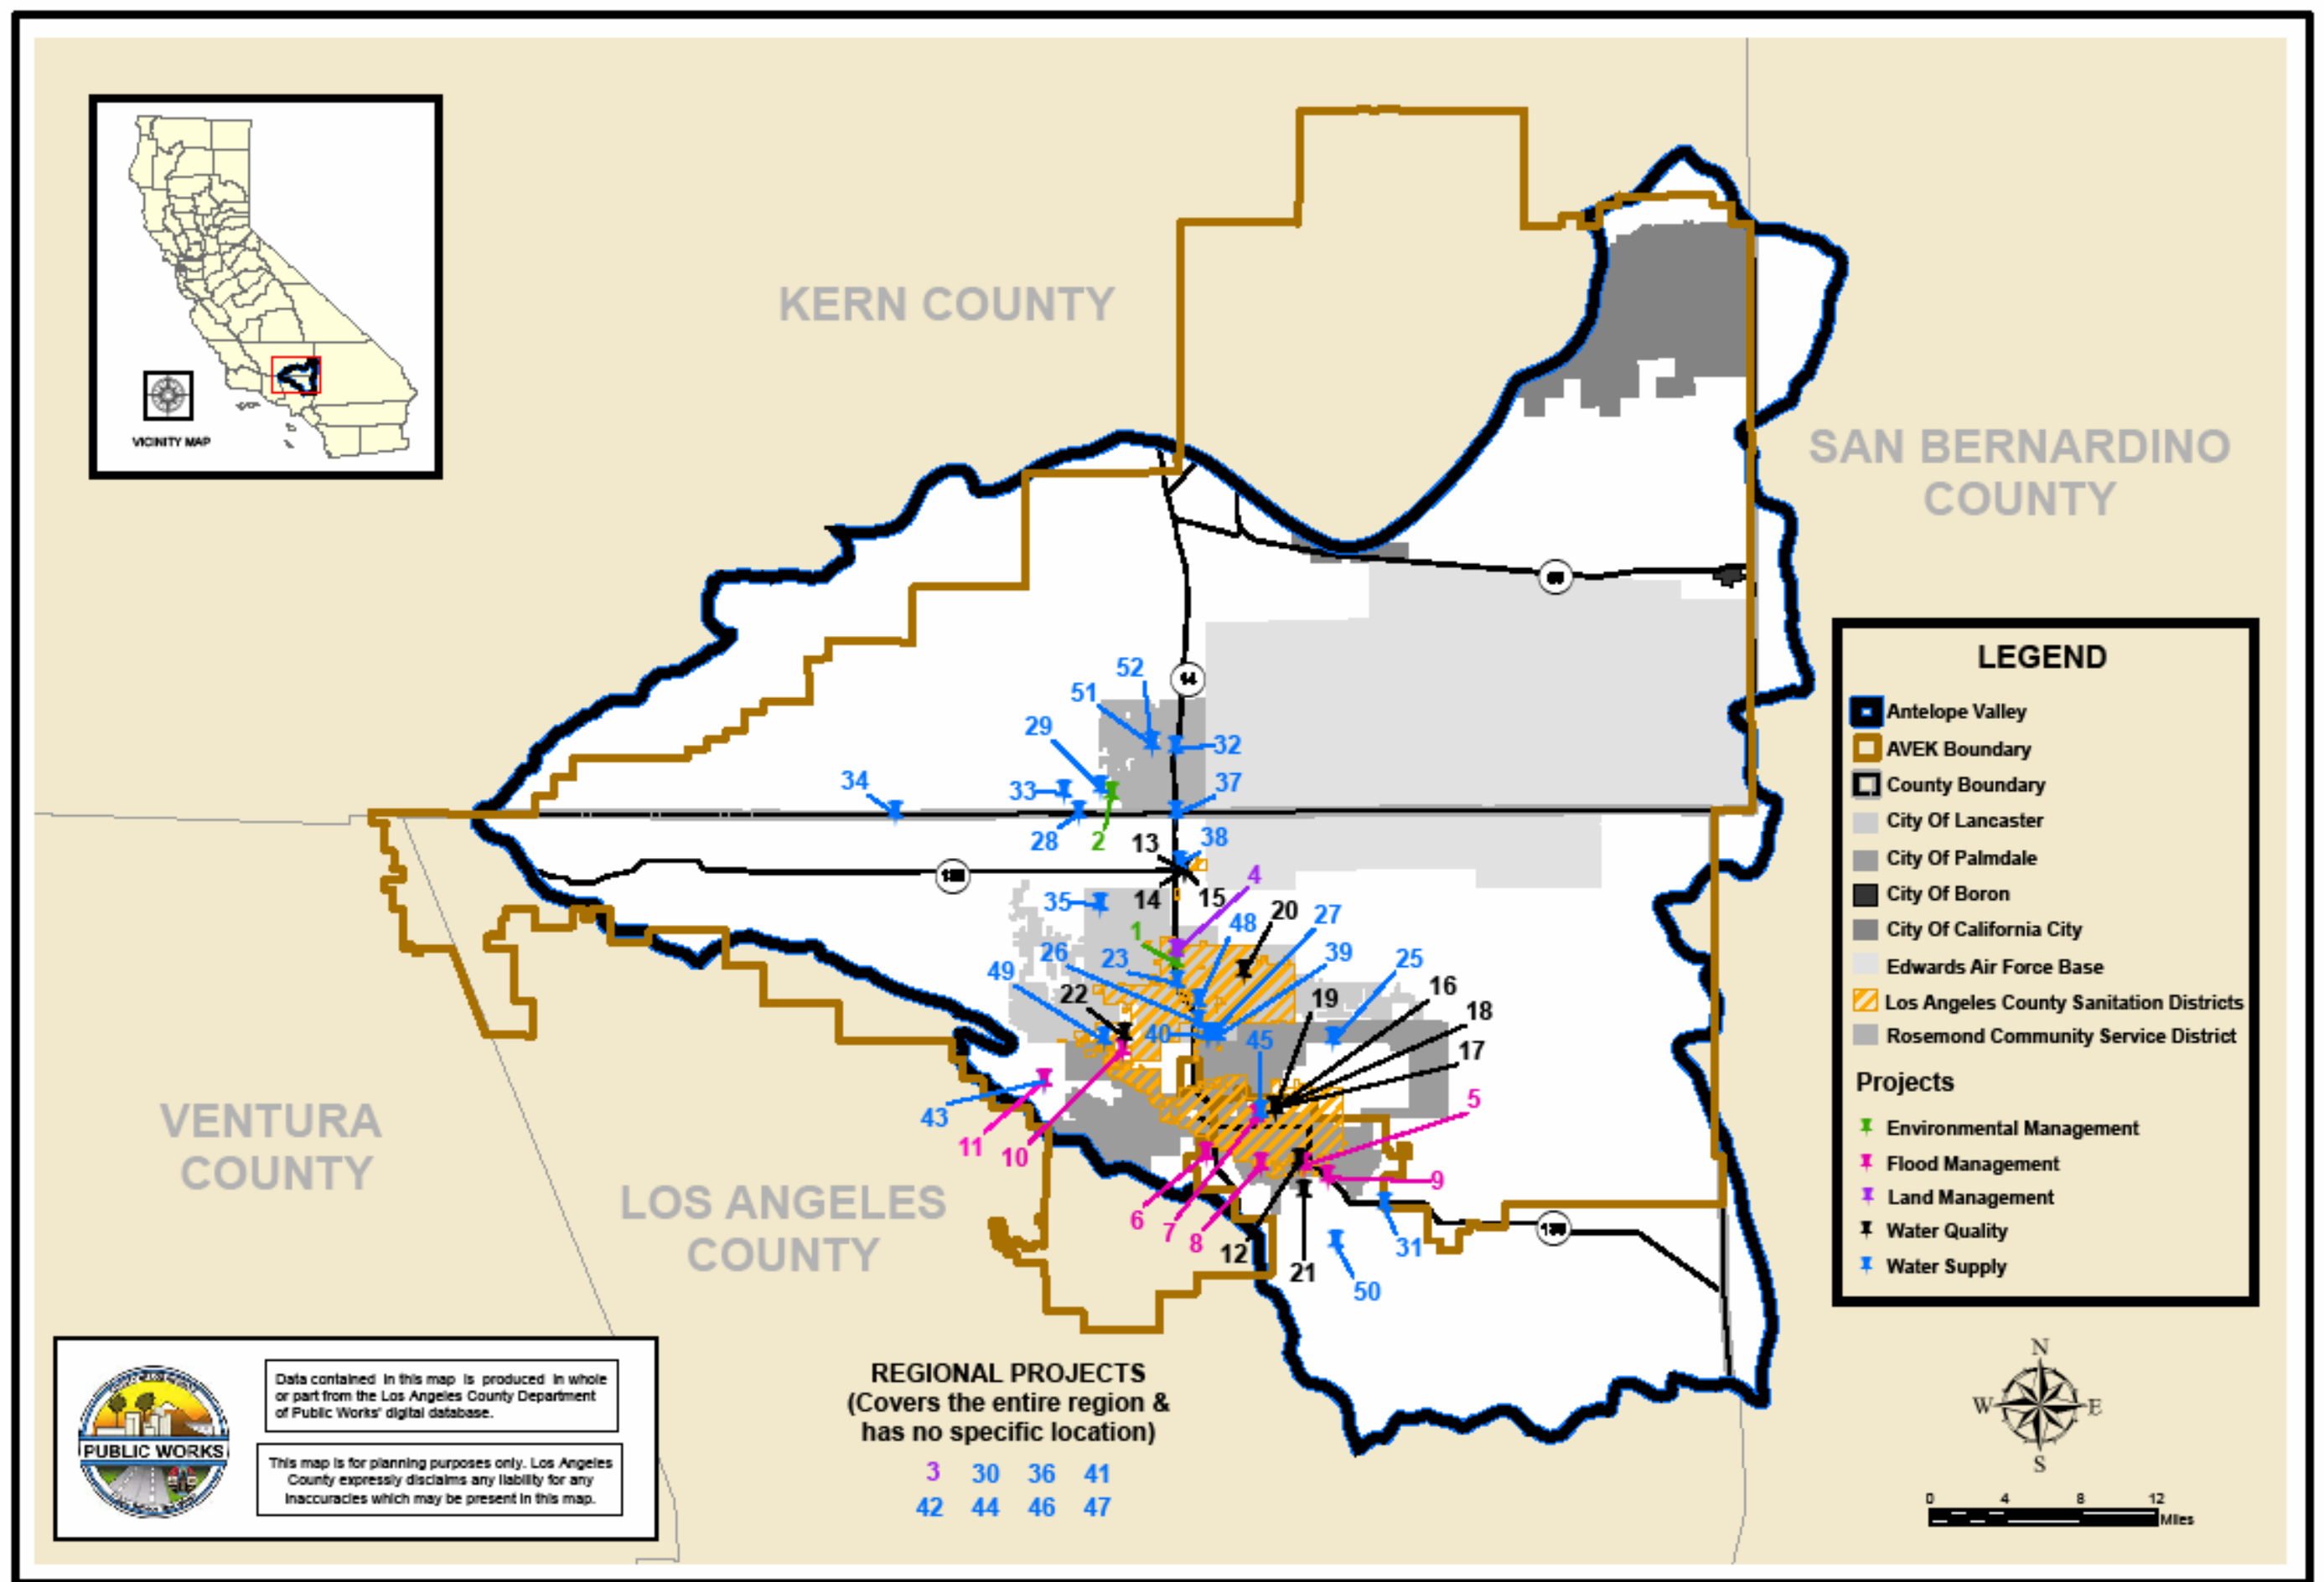 KERN COUNTY
SAN BERNARDINO
COUNTY
VICINITY MAP
LEGEND
Antelope Valley
AVEK Boundary
County Boundary
City Of Lancaster
City Of Palmdale
City Of Boron
City Of California City
Edwards Air Force Base
Los Angeles County Sanitation Districts
Rosemond Community Service District
Projects
Environmental Management
Flood Management
Land Management
Water Quality
Water Supply
52
14
51
29
32
34
33
37
28
2
13
38
4
14
15
35
20
27
1
48
26
23
39
25
49
16
22
19
18
40
45
17
5
43
11
10
9
6
7
8
12
31
21
50
VENTURA
COUNTY
LOS ANGELES
COUNTY
REGIONAL PROJECTS
(Covers the entire region &
has no specific location)
3 30 36 41
42 44 46 47
PUBLIC WORKS
Data contained in this map is produced in whole
or part from the Los Angeles County Department
of Public Works' digital database.
This map is for planning purposes only. Los Angeles
County expressly disclaims any liability for any
inaccuracies which may be present in this map.
N
W E
S
0 4 8 12
Miles